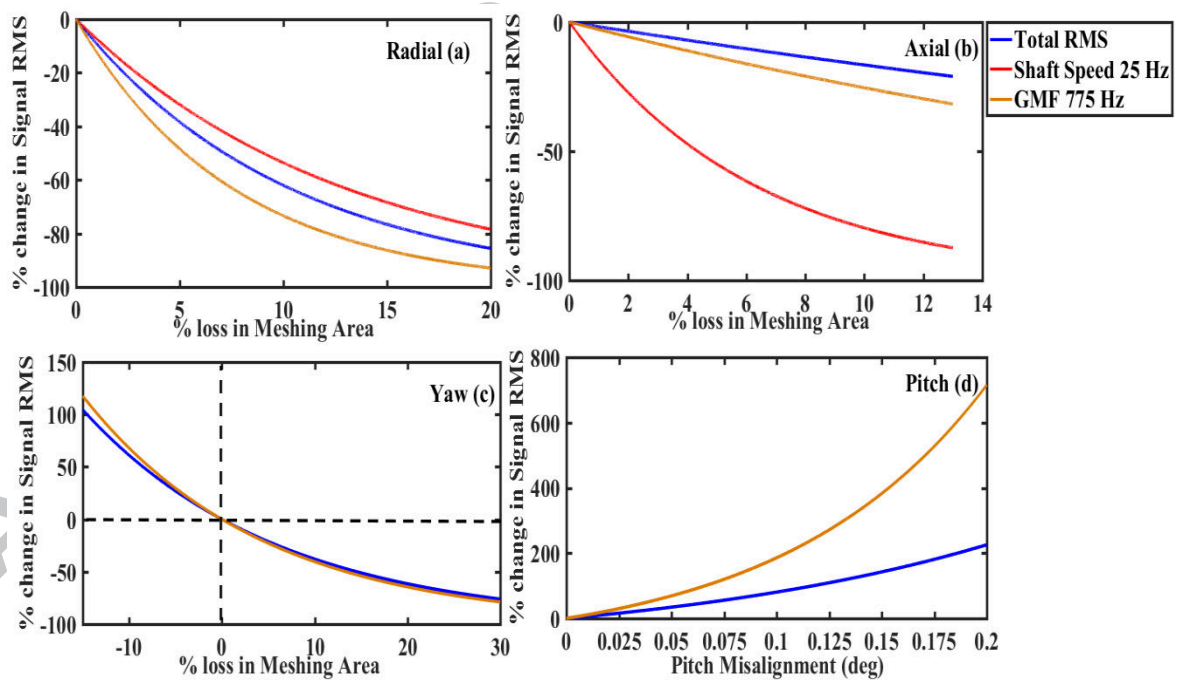 Radial (a)
% change in Signal RMS
0
-20
-40
-60
-80
-100
0 5 10 15 20
% loss in Meshing Area
Axial (b)
% change in Signal RMS
0
-50
-100
0 2 4 6 8 10 12 14
% loss in Meshing Area
Total RMS
Shaft Speed 25 Hz
GMF 775 Hz
Yaw (c)
% change in Signal RMS
150
100
50
0
-50
-100
-10 0 10 20 30
% loss in Meshing Area
Pitch (d)
% change in Signal RMS
800
600
400
200
0
0 0.025 0.05 0.075 0.1 0.125 0.15 0.175 0.2
Pitch Misalignment (deg)